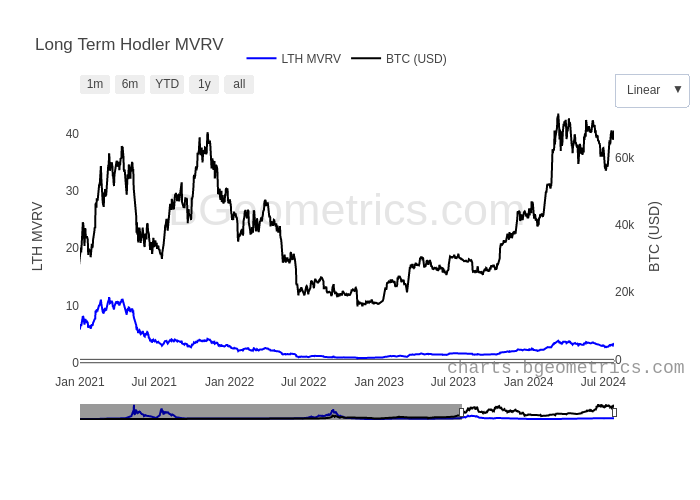 Long Term Hodler MVRV
LTH MVRV
BTC (USD)
1m
6m
YTD
1y
all
Linear
▼
40
30
20
10
0
LTH MVRV
60k
40k
20k
0
BTC (USD)
BGeometrics.com
charts.bgeometrics.com
Jan 2021
Jul 2021
Jan 2022
Jul 2022
Jan 2023
Jul 2023
Jan 2024
Jul 2024